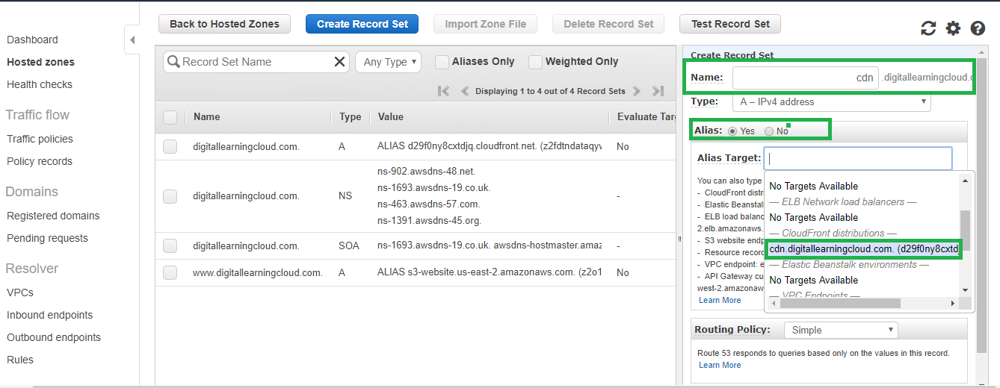 Back to Hosted Zones Create Record Set Import Zone File Delete Record Set Test Record Set
Dashboard
Hosted zones
Health checks
Traffic flow
Traffic policies
Policy records
Domains
Registered domains
Pending requests
Resolver
VPCs
Inbound endpoints
Outbound endpoints
Rules
Record Set Name Any Type Aliases Only Weighted Only
Displaying 1 to 4 out of 4 Record Sets
Name Type Value Evaluate Targ
digitallearningcloud.com. A ALIAS d29f0ny8cxtdjq.cloudfront.net. (z2fdtndataqyw No
ns-902.awsdns-48.net.
ns-1693.awsdns-19.co.uk.
digitallearningcloud.com. NS -
ns-463.awsdns-57.com.
ns-1391.awsdns-45.org.
digitallearningcloud.com. SOA ns-1693.awsdns-19.co.uk. awsdns-hostmaster.amaz -
www.digitallearningcloud.com. A ALIAS s3-website.us-east-2.amazonaws.com. (z2o1 No
Create Record Set
Name: cdn .digitallearningcloud.c
Type: A – IPv4 address
Alias: Yes No
Alias Target:
You can also type
- CloudFront distr
- Elastic Beanstalk
- ELB load balanc
2.elb.amazonaws.
- S3 website endp
- Resource record
- VPC endpoint: e
- API Gateway cu
west-2.amazonaws
Learn More
No Targets Available
— ELB Network load balancers —
No Targets Available
— CloudFront distributions —
cdn.digitallearningcloud.com. (d29f0ny8cxtdj
— Elastic Beanstalk environments —
No Targets Available
— VPC Endpoints —
Routing Policy: Simple
Route 53 responds to queries based only on the values in this record.
Learn More